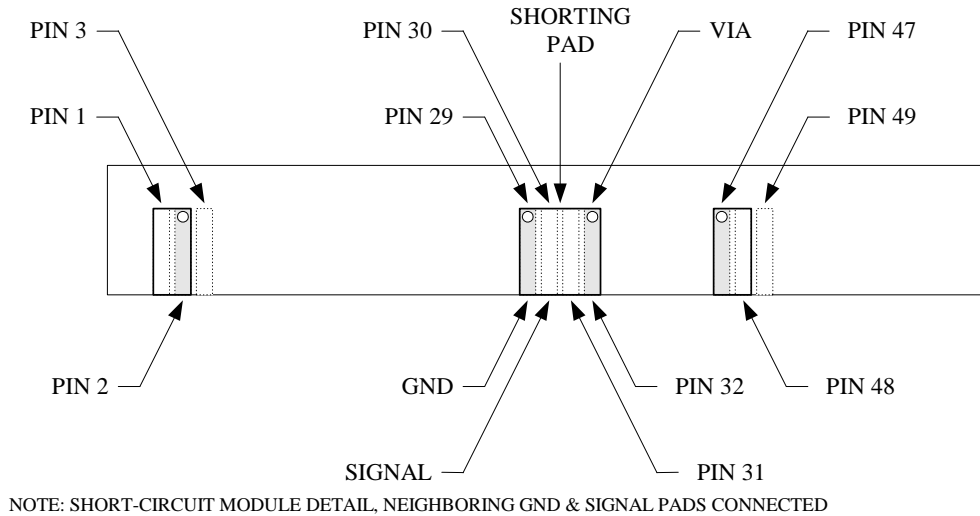 SHORTING
PAD
PIN 3
PIN 30
VIA
PIN 47
PIN 1
PIN 29
PIN 49
PIN 2
GND
PIN 32
PIN 48
SIGNAL
PIN 31
NOTE: SHORT-CIRCUIT MODULE DETAIL, NEIGHBORING GND & SIGNAL PADS CONNECTED